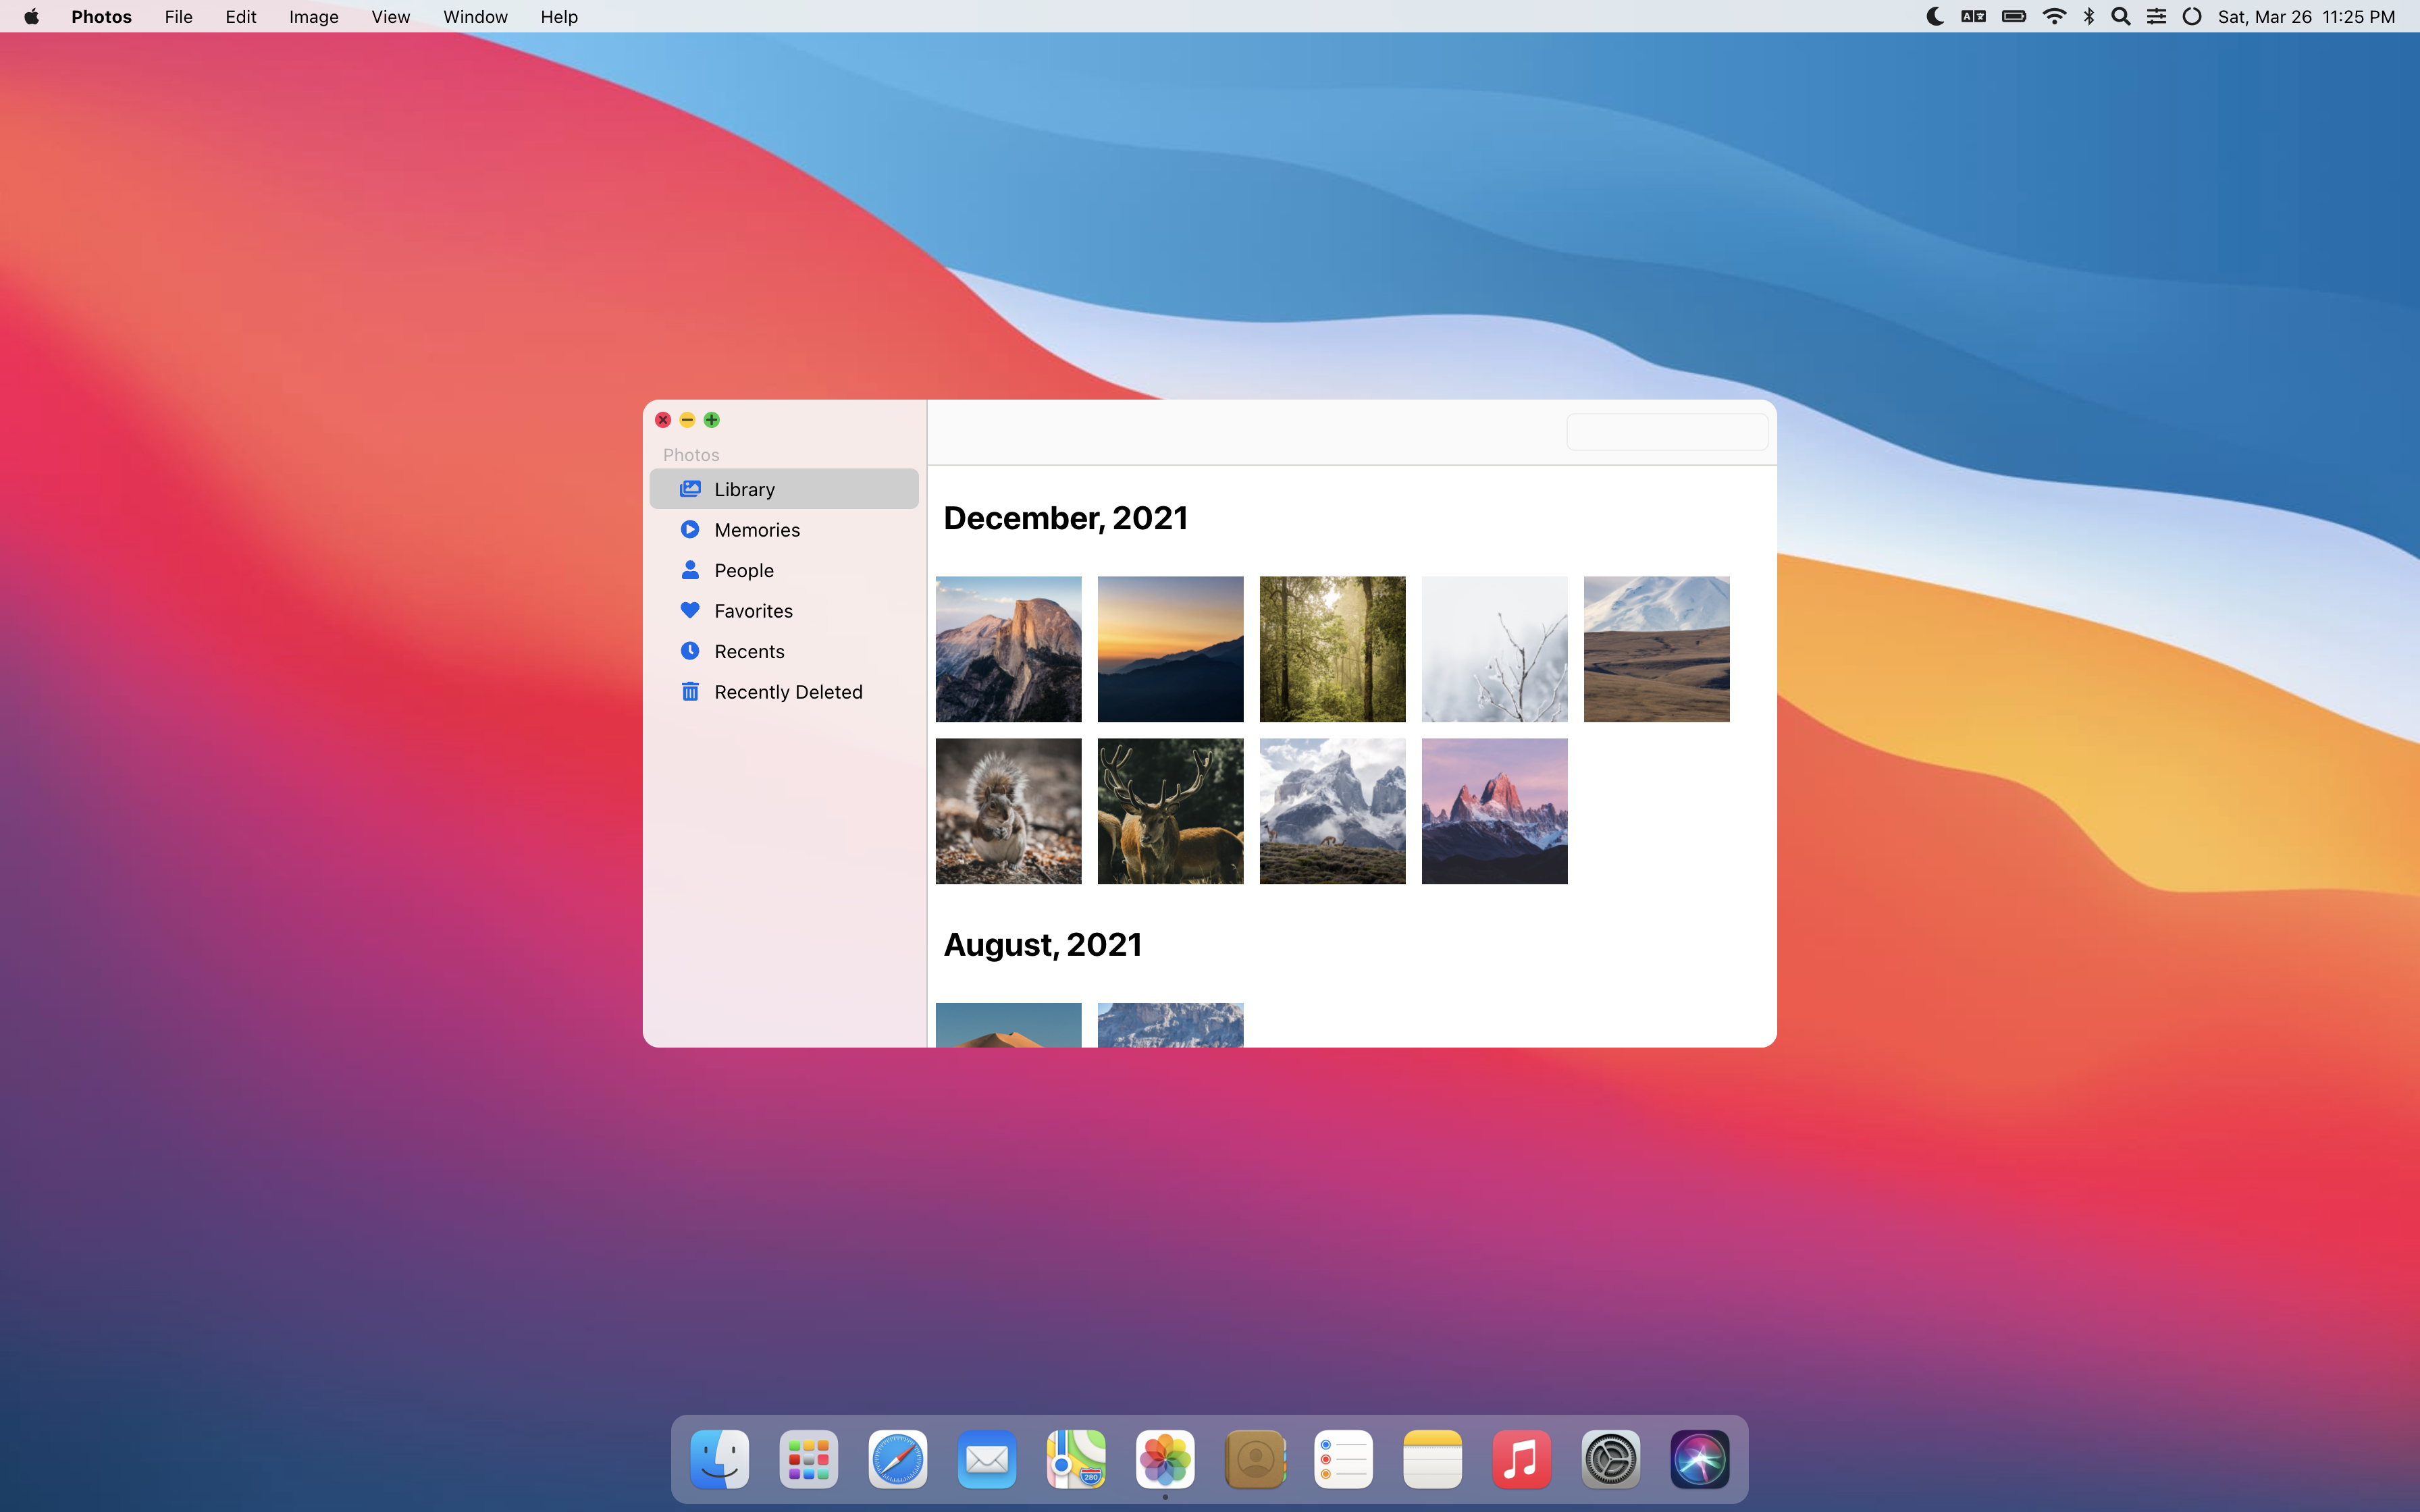 Photos File Edit Image View Window Help Sat, Mar 26 11:25 PM
Photos
Library
Memories
People
Favorites
Recents
Recently Deleted
December, 2021
August, 2021
280